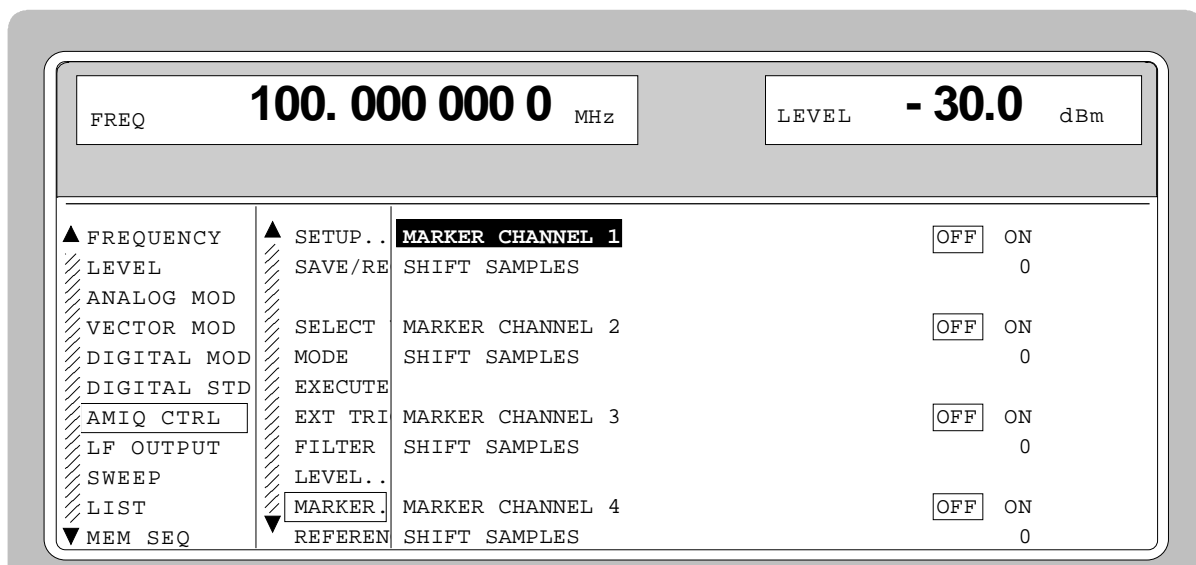 FREQ 100. 000 000 0 MHz LEVEL - 30.0 dBm
FREQUENCY SETUP.. MARKER CHANNEL 1 OFF ON
LEVEL SAVE/RE SHIFT SAMPLES 0
ANALOG MOD
VECTOR MOD SELECT MARKER CHANNEL 2 OFF ON
DIGITAL MOD MODE SHIFT SAMPLES 0
DIGITAL STD EXECUTE
AMIQ CTRL EXT TRI MARKER CHANNEL 3 OFF ON
LF OUTPUT FILTER SHIFT SAMPLES 0
SWEEP LEVEL..
LIST MARKER. MARKER CHANNEL 4 OFF ON
MEM SEQ REFEREN SHIFT SAMPLES 0